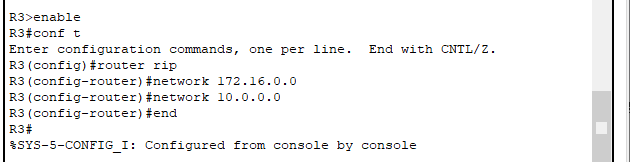 R3>enable
R3#conf t
Enter configuration commands, one per line.  End with CNTL/Z.
R3(config)#router rip
R3(config-router)#network 172.16.0.0
R3(config-router)#network 10.0.0.0
R3(config-router)#end
R3#
%SYS-5-CONFIG_I: Configured from console by console